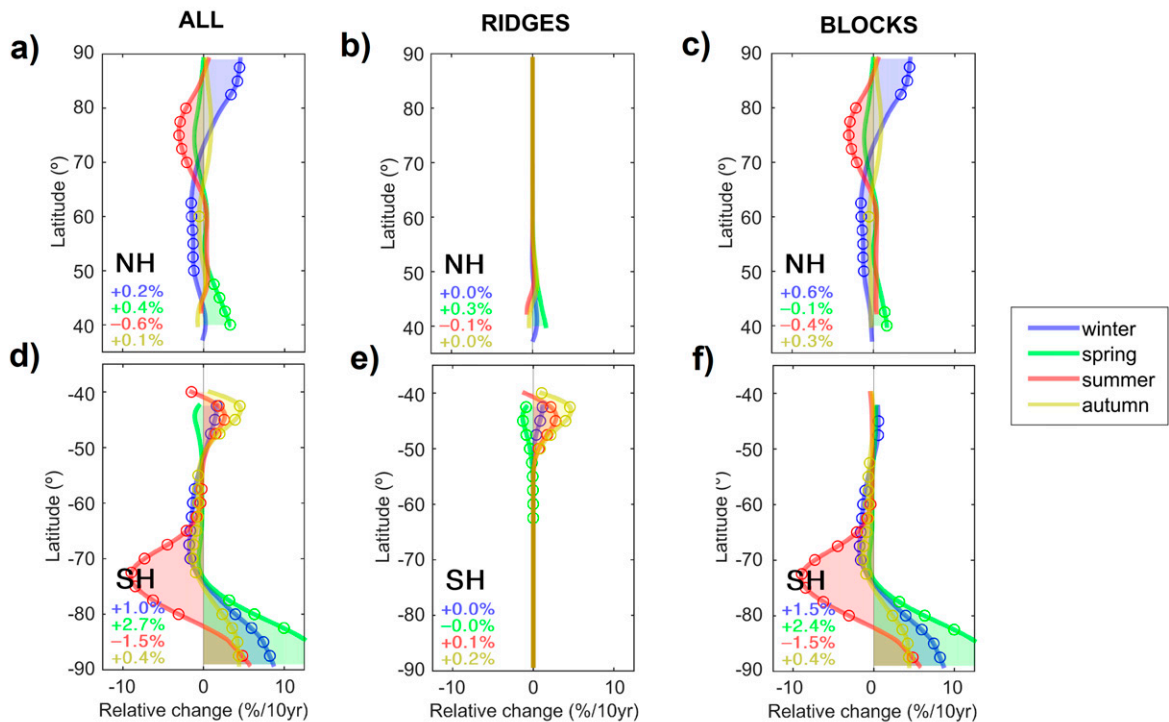 ALL
RIDGES
BLOCKS
a)
b)
c)
90
80
70
60
50
40
Latitude (º)
NH
+0.2%
+0.4%
−0.6%
+0.1%
90
80
70
60
50
40
Latitude (º)
NH
+0.0%
+0.3%
−0.1%
+0.0%
90
80
70
60
50
40
Latitude (º)
NH
+0.6%
-0.1%
−0.4%
+0.3%
winter
spring
summer
autumn
d)
e)
f)
-40
-50
-60
-70
-80
-90
Latitude (º)
SH
+1.0%
+2.7%
−1.5%
+0.4%
-10
0
10
Relative change (%/10yr)
-40
-50
-60
-70
-80
-90
Latitude (º)
SH
+0.0%
−0.0%
+0.1%
+0.2%
-10
0
10
Relative change (%/10yr)
-40
-50
-60
-70
-80
-90
Latitude (º)
SH
+1.5%
+2.4%
−1.5%
+0.4%
-10
0
10
Relative change (%/10yr)